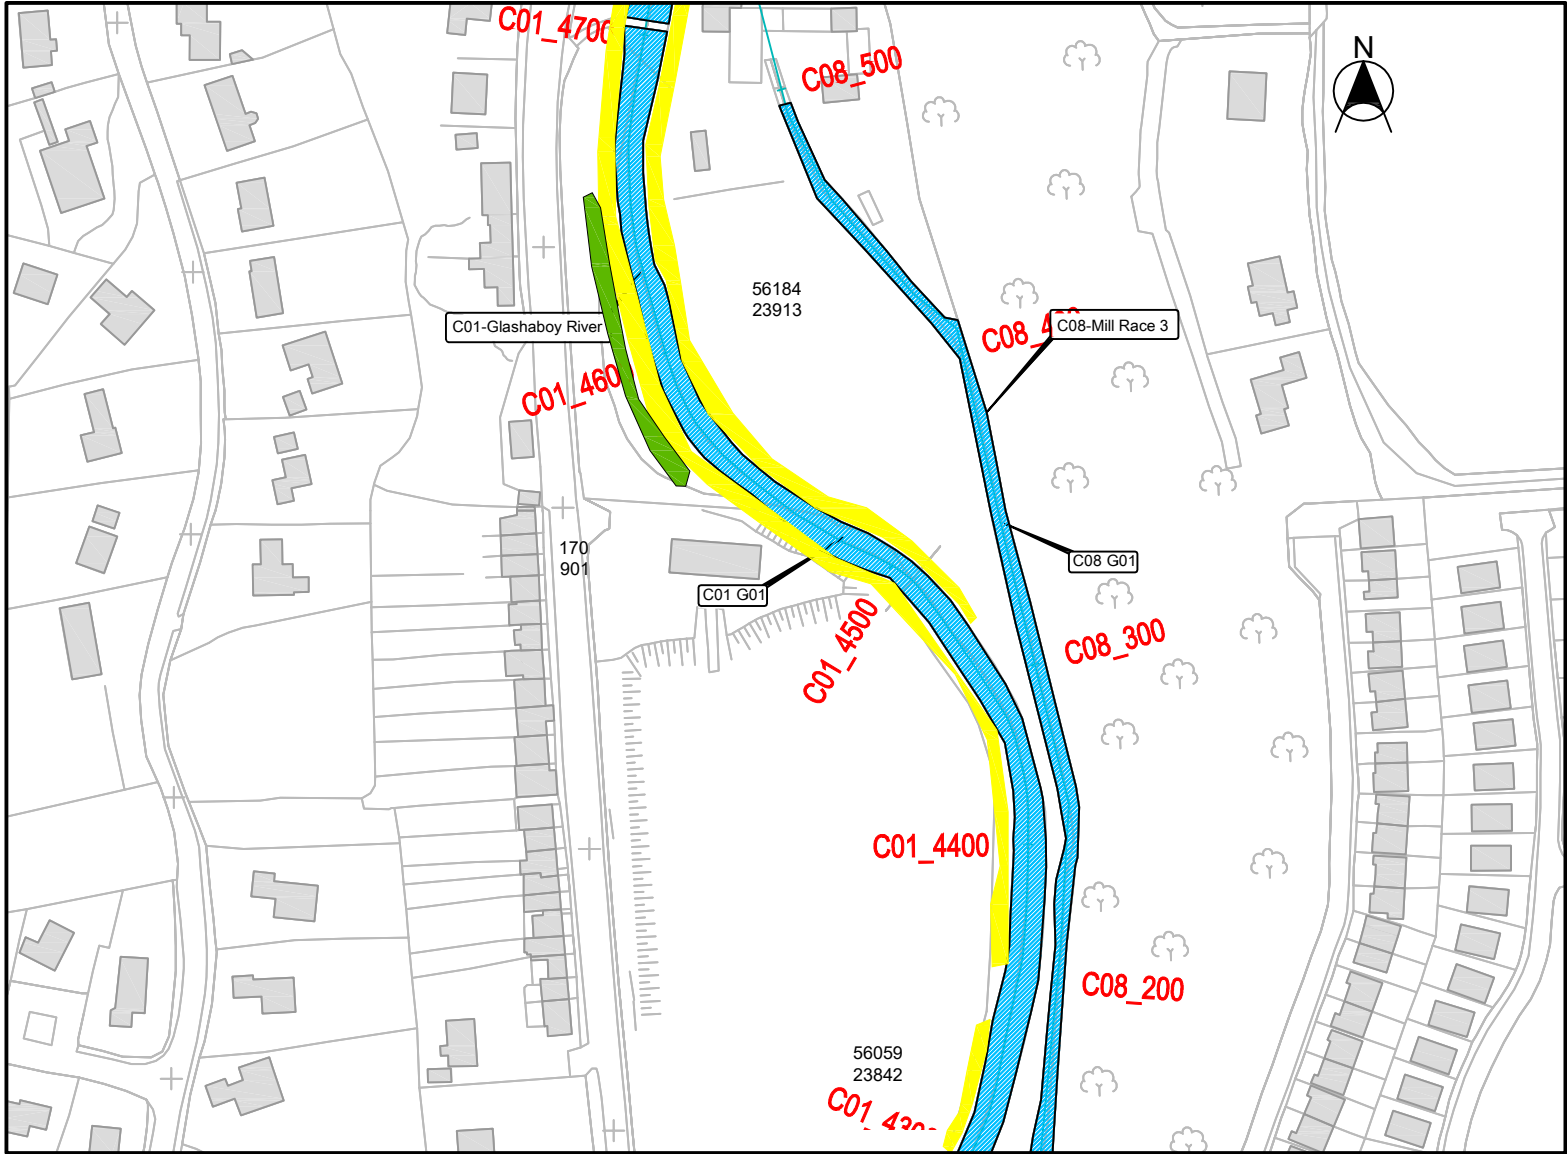 C01_4700
C08_500
N
56184
23913
C01-Glashaboy River
C08-Mill Race 3
C01_460
170
901
C08 G01
C01 G01
C01_4500
C08_300
C01_4400
C08_200
56059
23842